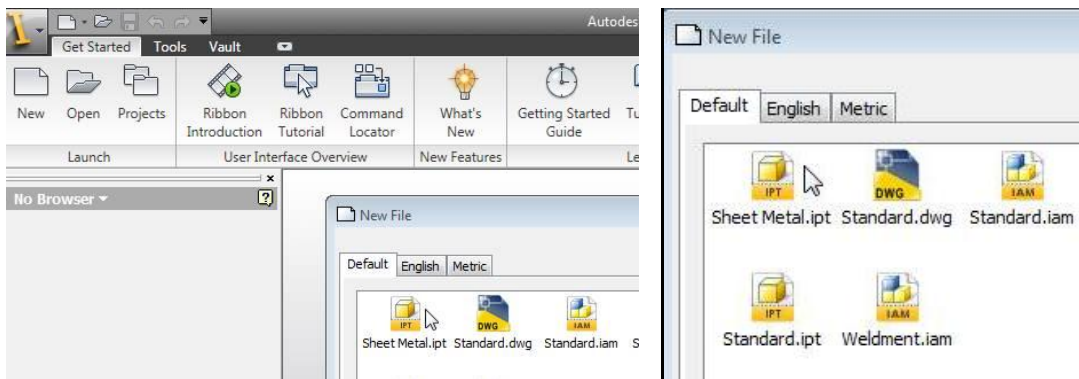 Autodes
Get Started Tools Vault
New Open Projects Ribbon Introduction Ribbon Tutorial Command Locator What's New Getting Started Guide Tu
Launch User Interface Overview New Features Le
No Browser
New File
Default English Metric
IPT DWG IAM
Sheet Metal.ipt Standard.dwg Standard.iam S
New File
Default English Metric
IPT DWG IAM
Sheet Metal.ipt Standard.dwg Standard.iam
IPT IAM
Standard.ipt Weldment.iam